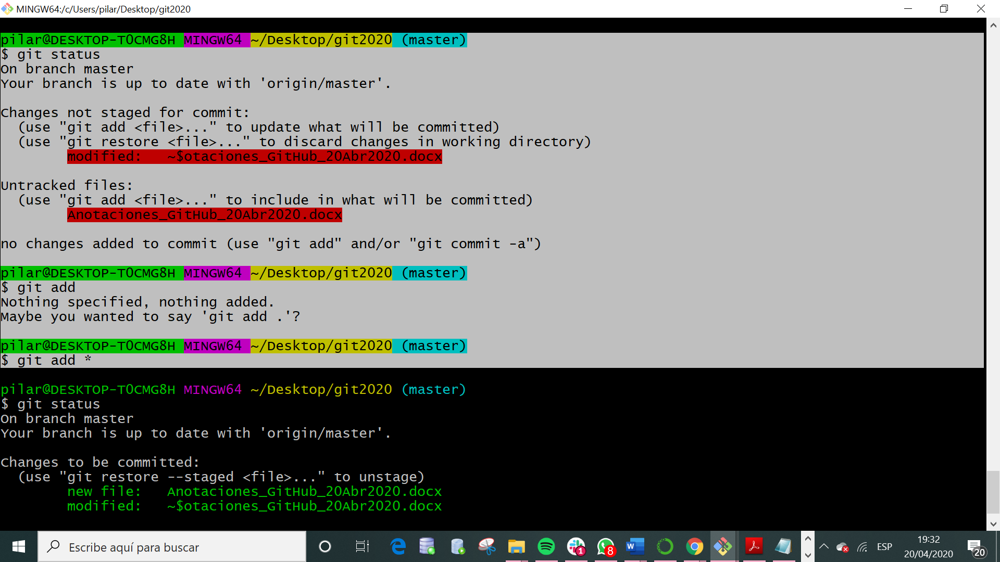 MINGW64:/c/Users/pilar/Desktop/git2020
pilar@DESKTOP-T0CMG8H MINGW64 ~/Desktop/git2020 (master)
$ git status
On branch master
Your branch is up to date with 'origin/master'.
Changes not staged for commit:
(use "git add <file>..." to update what will be committed)
(use "git restore <file>..." to discard changes in working directory)
modified:   ~$otaciones_GitHub_20Abr2020.docx
Untracked files:
(use "git add <file>..." to include in what will be committed)
Anotaciones_GitHub_20Abr2020.docx
no changes added to commit (use "git add" and/or "git commit -a")
pilar@DESKTOP-T0CMG8H MINGW64 ~/Desktop/git2020 (master)
$ git add
Nothing specified, nothing added.
Maybe you wanted to say 'git add .'?
pilar@DESKTOP-T0CMG8H MINGW64 ~/Desktop/git2020 (master)
$ git add *
pilar@DESKTOP-T0CMG8H MINGW64 ~/Desktop/git2020 (master)
$ git status
On branch master
Your branch is up to date with 'origin/master'.
Changes to be committed:
(use "git restore --staged <file>..." to unstage)
new file:   Anotaciones_GitHub_20Abr2020.docx
modified:   ~$otaciones_GitHub_20Abr2020.docx
Escribe aquí para buscar
1
8
W
ESP
19:32
20/04/2020
20